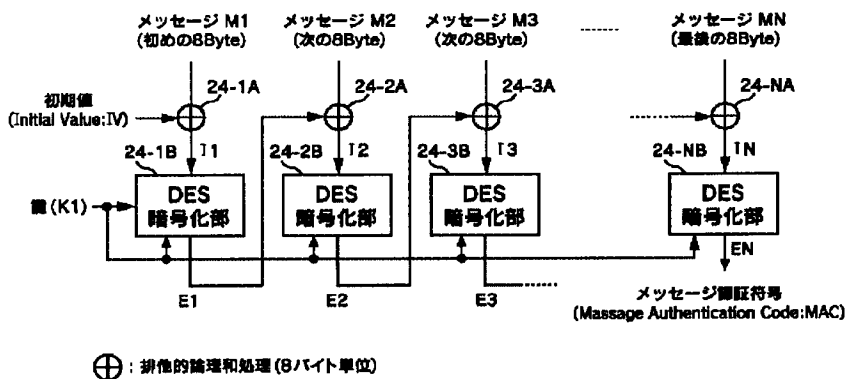 メッセージ M1
(初めの8Byte)
メッセージ M2
(次の8Byte)
メッセージ M3
(次の8Byte)
メッセージ MN
(最後の8Byte)
初期値
(Initial Value:IV)
24-1A
24-2A
24-3A
24-NA
24-1B
I1
24-2B
I2
24-3B
I3
24-NB
IN
鍵(K1)
DES
暗号化部
DES
暗号化部
DES
暗号化部
DES
暗号化部
E1
E2
E3
EN
メッセージ認証符号
(Massage Authentication Code:MAC)
⊕ : 排他的論理和処理(8バイト単位)